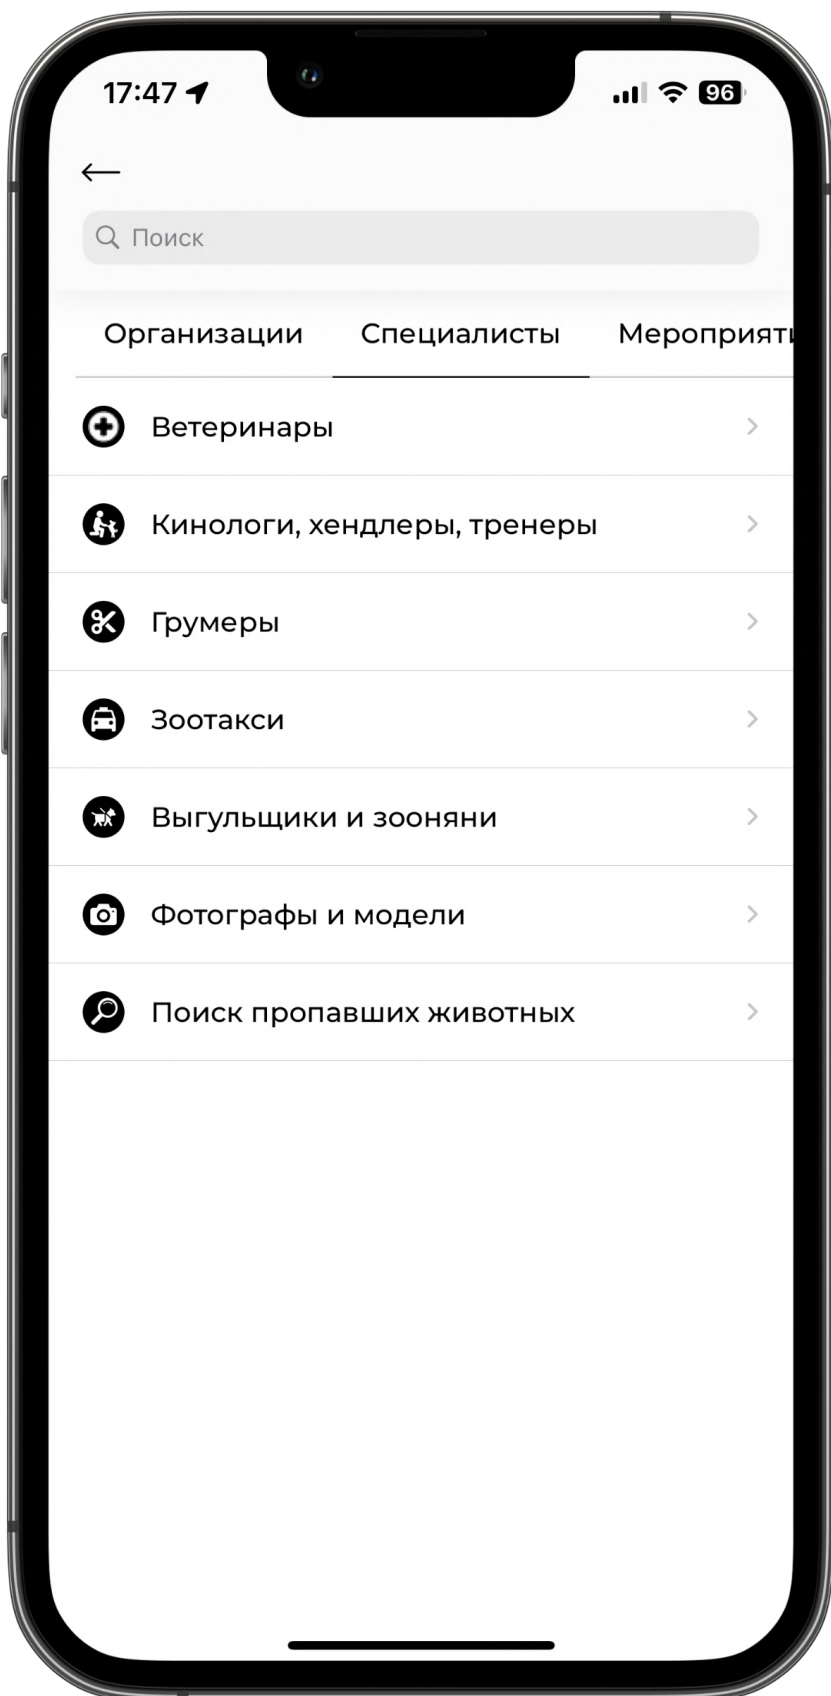 17:47
96
Поиск
Организации Специалисты Мероприяти
Ветеринары
Кинологи, хендлеры, тренеры
Грумеры
Зоотакси
Выгульщики и зооняни
Фотографы и модели
Поиск пропавших животных